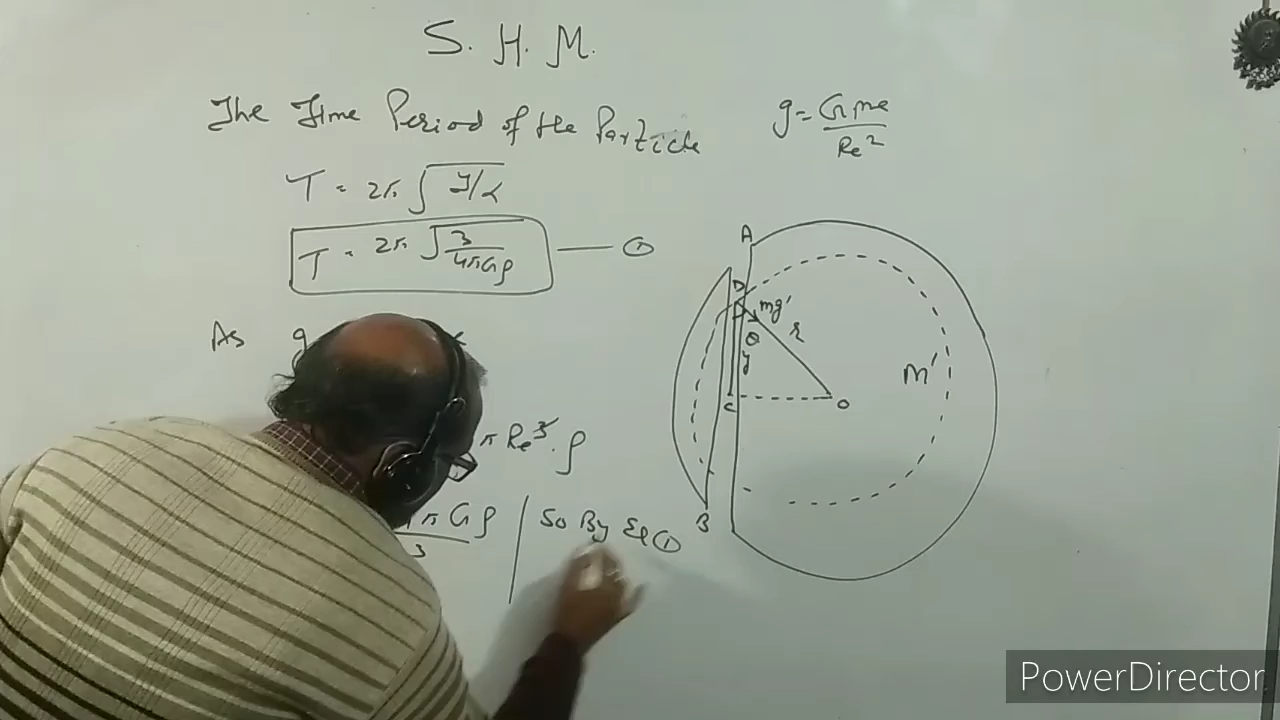 S. H. M.
The Time Period of the Particle
g = Gme / Re²
T = 2π √y/α
T = 2π √3/4πGρ — ①
As g
π Re³ . ρ
π G ρ / 3
So By Eq ①
A
D
mg'
θ
r
y
M'
C
O
B
PowerDirector